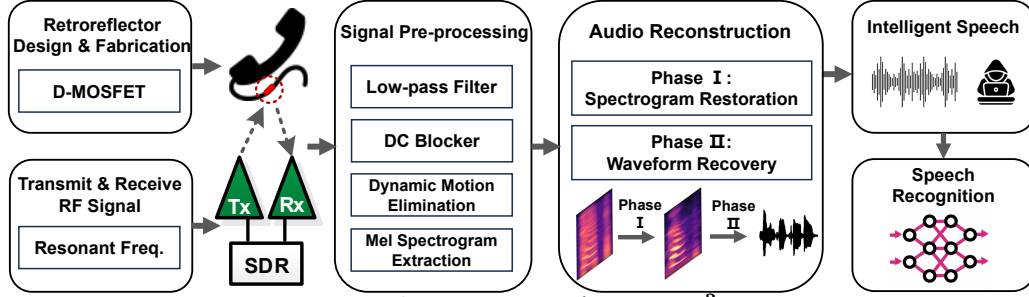 Retroreflector
Design & Fabrication
D-MOSFET
Transmit & Receive
RF Signal
Resonant Freq.
Tx
Rx
SDR
Signal Pre-processing
Low-pass Filter
DC Blocker
Dynamic Motion
Elimination
Mel Spectrogram
Extraction
Audio Reconstruction
Phase I:
Spectrogram Restoration
Phase II:
Waveform Recovery
Phase
I
Phase
II
Intelligent Speech
Speech
Recognition